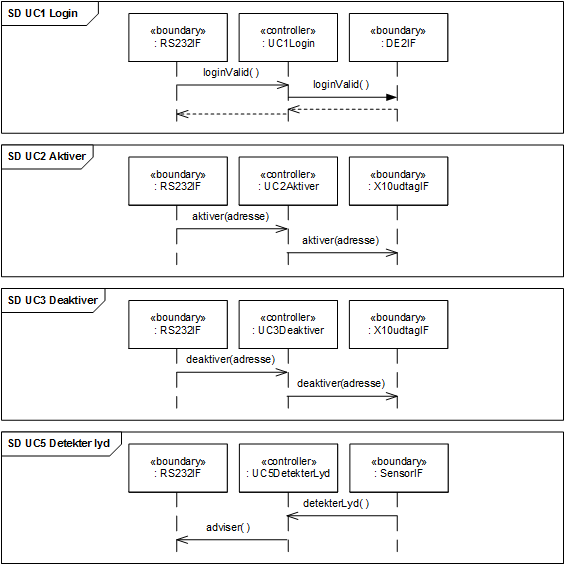 SD UC1 Login
«boundary» «controller» «boundary»
: RS232IF : UC1Login : DE2IF
loginValid( )
loginValid( )
SD UC2 Aktiver
«boundary» «controller» «boundary»
: RS232IF : UC2Aktiver : X10udtagIF
aktiver(adresse)
aktiver(adresse)
SD UC3 Deaktiver
«boundary» «controller» «boundary»
: RS232IF : UC3Deaktiver : X10udtagIF
deaktiver(adresse)
deaktiver(adresse)
SD UC5 Detekter lyd
«boundary» «controller» «boundary»
: RS232IF : UC5DetekterLyd : SensorIF
detekterLyd( )
adviser( )